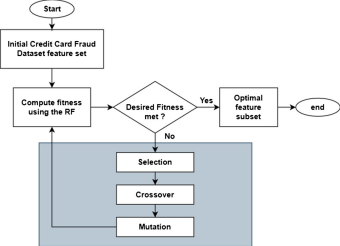 Start
Initial Credit Card Fraud
Dataset feature set
Compute fitness
using the RF
Desired Fitness
met ?
Yes
Optimal
feature
subset
end
No
Selection
Crossover
Mutation